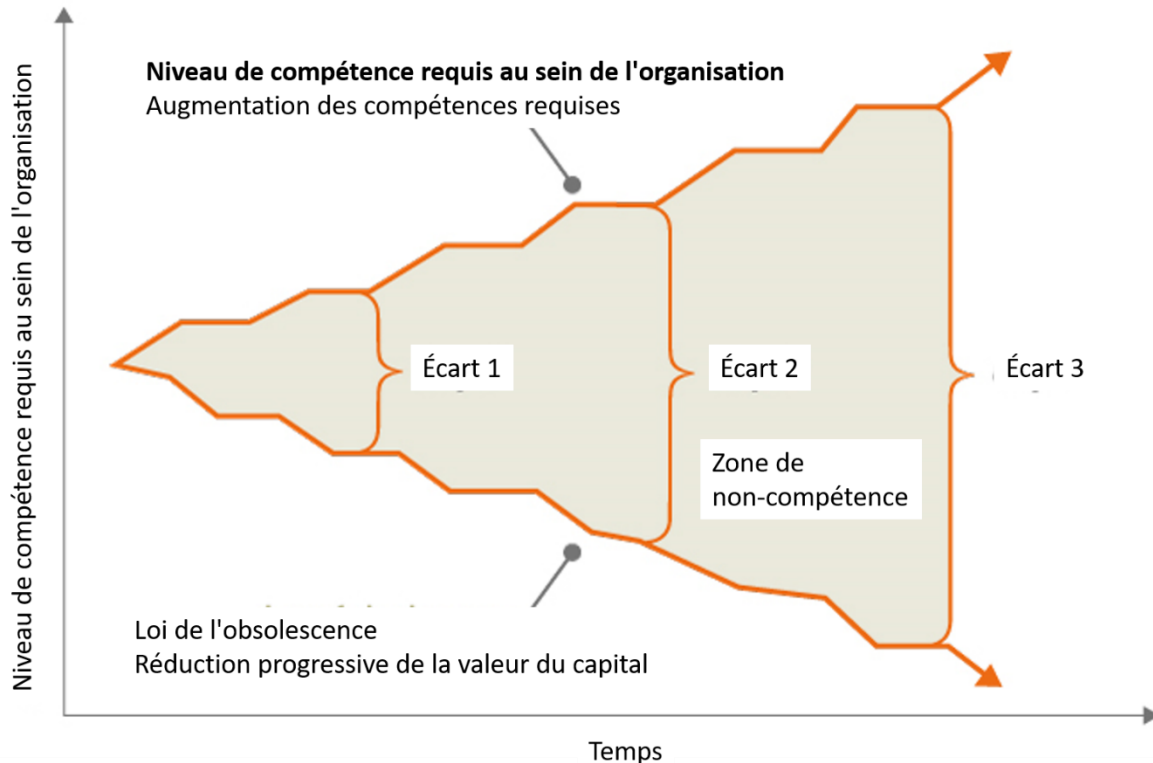 Niveau de compétence requis au sein de l'organisation
Niveau de compétence requis au sein de l'organisation
Augmentation des compétences requises
Écart 1
Écart 2
Écart 3
Zone de
non-compétence
Loi de l'obsolescence
Réduction progressive de la valeur du capital
Temps